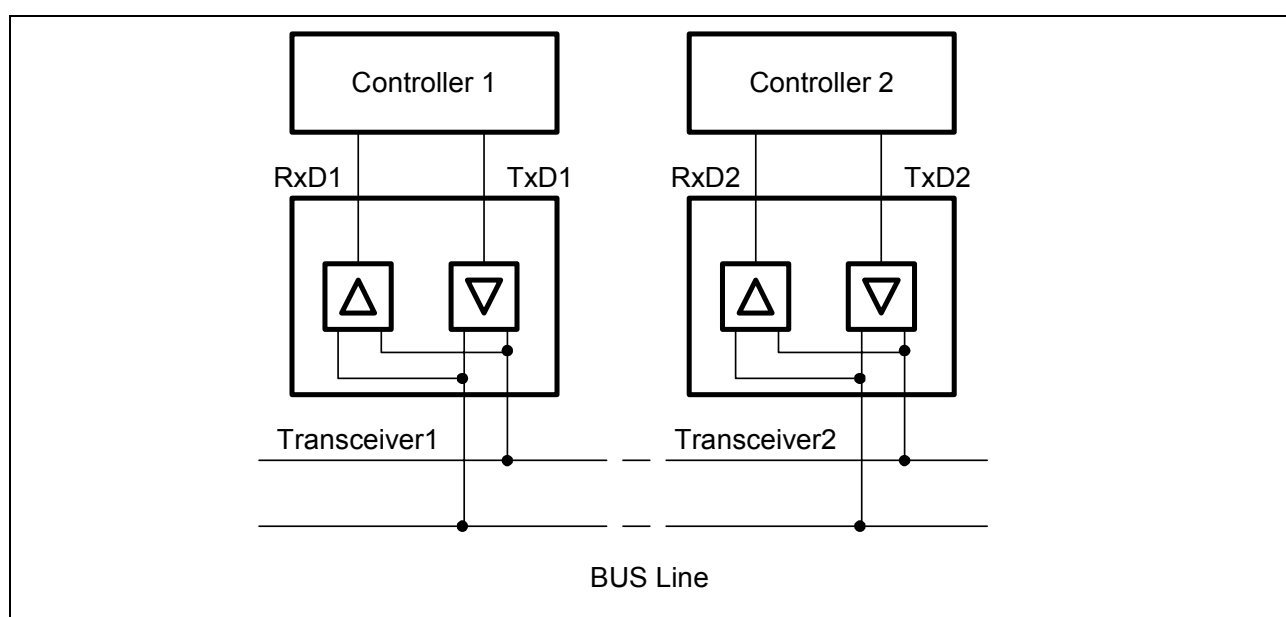 Controller 1
Controller 2
RxD1
TxD1
RxD2
TxD2
Transceiver1
Transceiver2
BUS Line